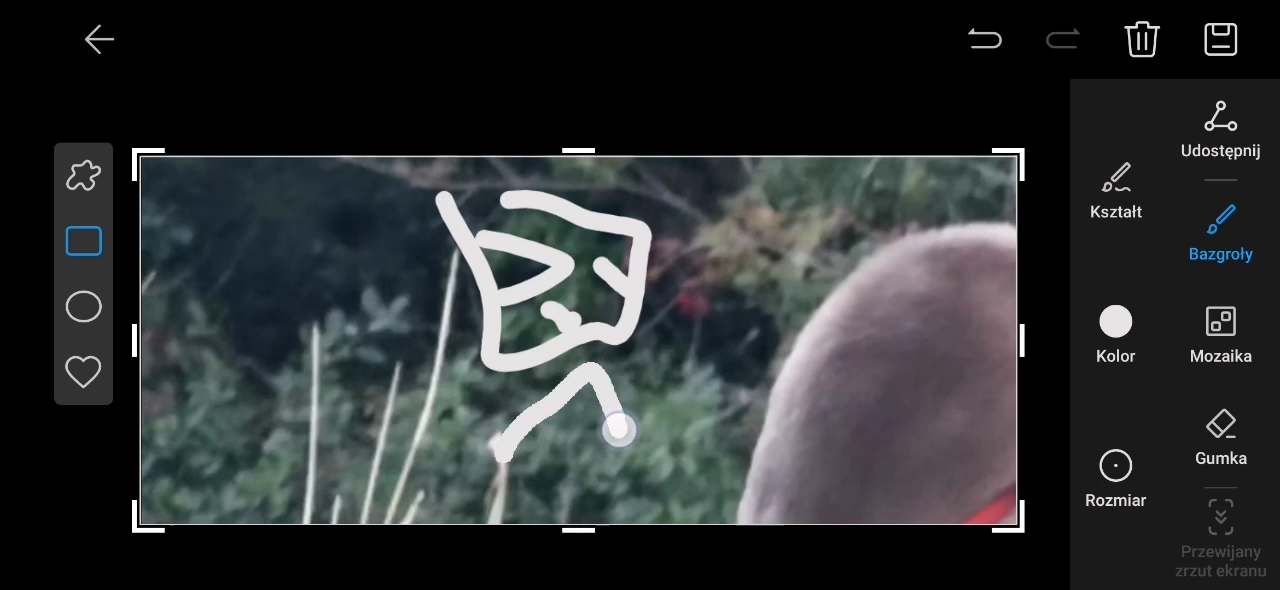 Udostępnij
Kształt
Bazgroły
Kolor
Mozaika
Gumka
Rozmiar
Przewijany
zrzut ekranu